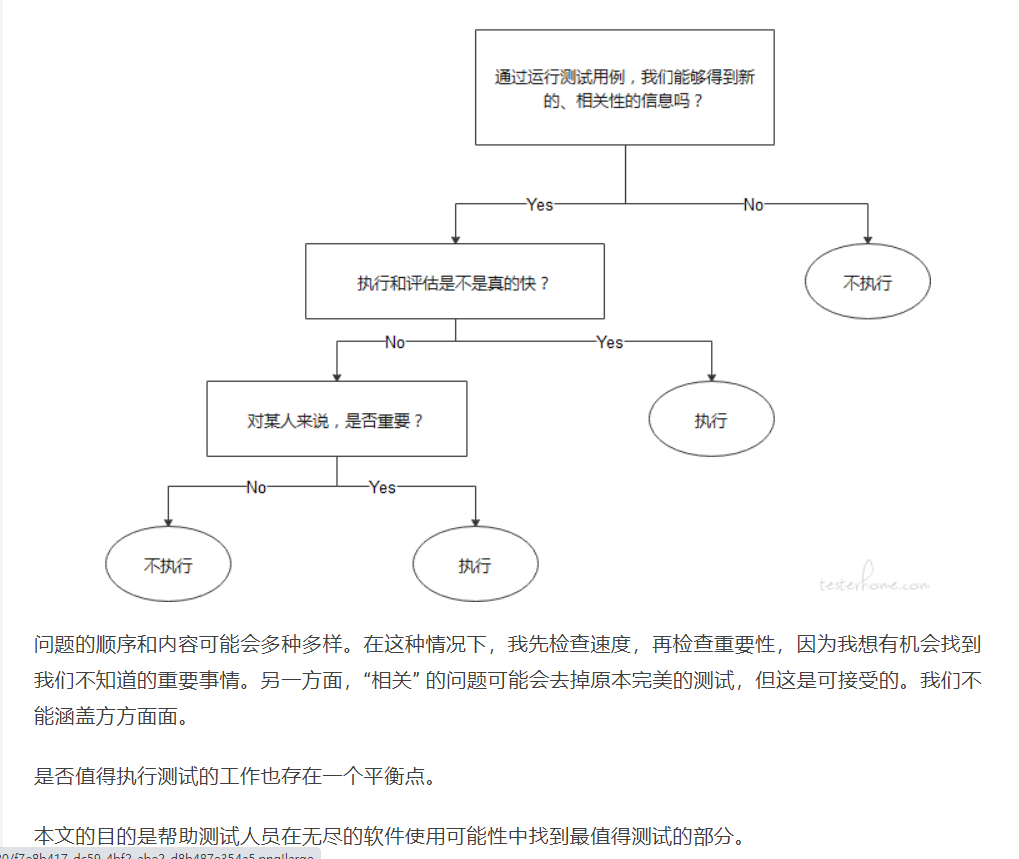 通过运行测试用例，我们能够得到新
的、相关性的信息吗？
Yes
No
执行和评估是不是真的快？
不执行
No
Yes
对某人来说，是否重要？
执行
No
Yes
不执行
执行
testerhome.com
问题的顺序和内容可能会多种多样。在这种情况下，我先检查速度，再检查重要性，因为我想有机会找到
我们不知道的重要事情。另一方面，“相关” 的问题可能会去掉原本完美的测试，但这是可接受的。我们不
能涵盖方方面面。
是否值得执行测试的工作也存在一个平衡点。
本文的目的是帮助测试人员在无尽的软件使用可能性中找到最值得测试的部分。